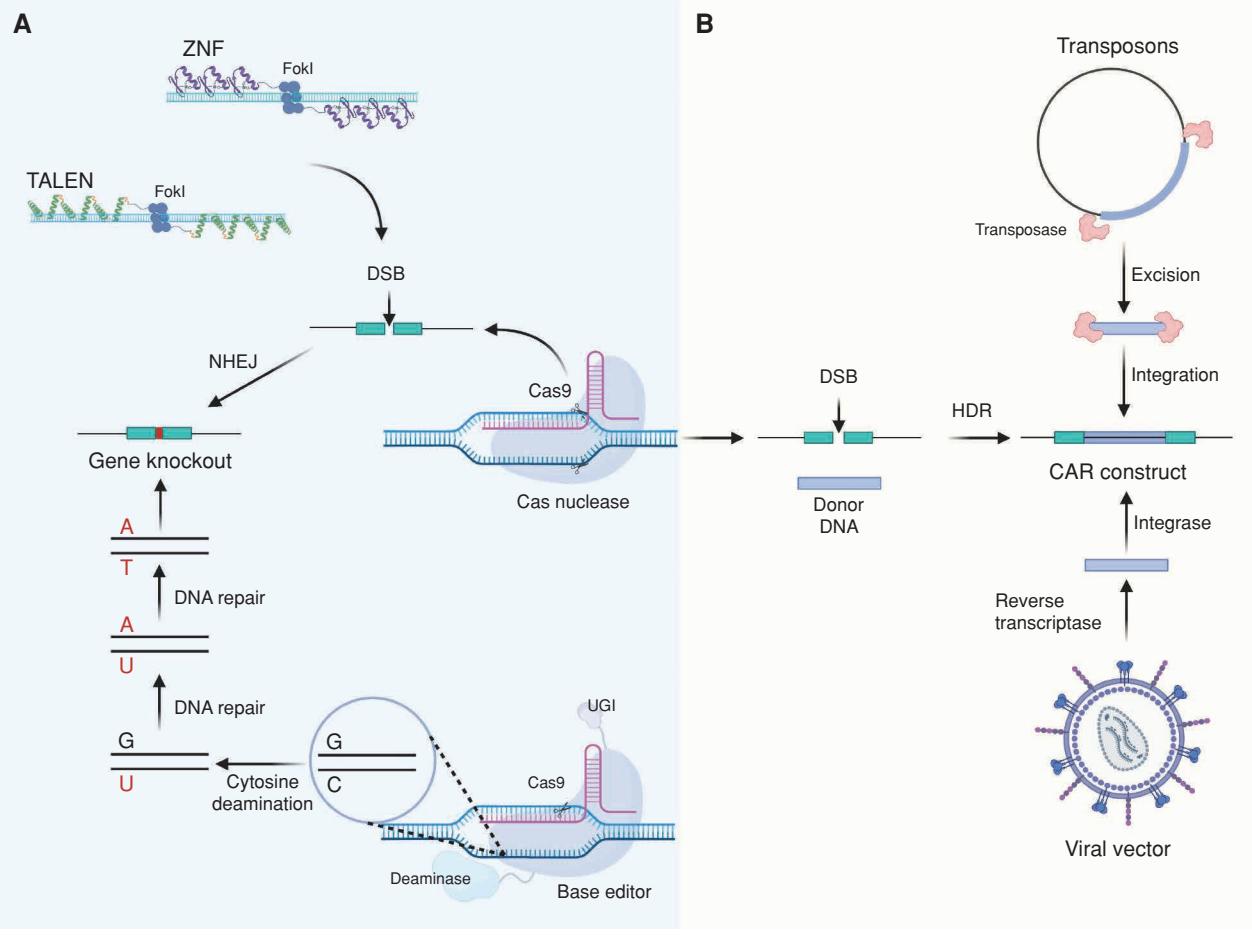 A
ZNF
FokI
TALEN
FokI
DSB
NHEJ
Cas9
Gene knockout
Cas nuclease
A
T
DNA repair
A
U
DNA repair
G
U
Cytosine
deamination
G
C
UGI
Cas9
Deaminase
Base editor
B
Transposons
Transposase
Excision
Integration
DSB
HDR
CAR construct
Donor
DNA
Integrase
Reverse
transcriptase
Viral vector